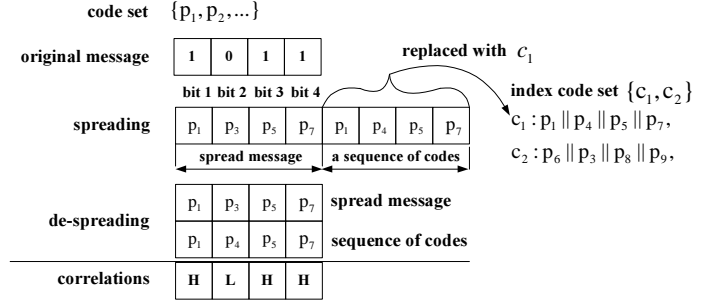 code set {p₁, p₂, ...}
original message 1 0 1 1
replaced with c₁
bit 1 bit 2 bit 3 bit 4
index code set {c₁, c₂}
spreading p₁ p₃ p₅ p₇ p₁ p₄ p₅ p₇
c₁ : p₁ || p₄ || p₅ || p₇,
c₂ : p₆ || p₃ || p₈ || p₉,
spread message a sequence of codes
de-spreading
p₁ p₃ p₅ p₇ spread message
p₁ p₄ p₅ p₇ sequence of codes
correlations H L H H